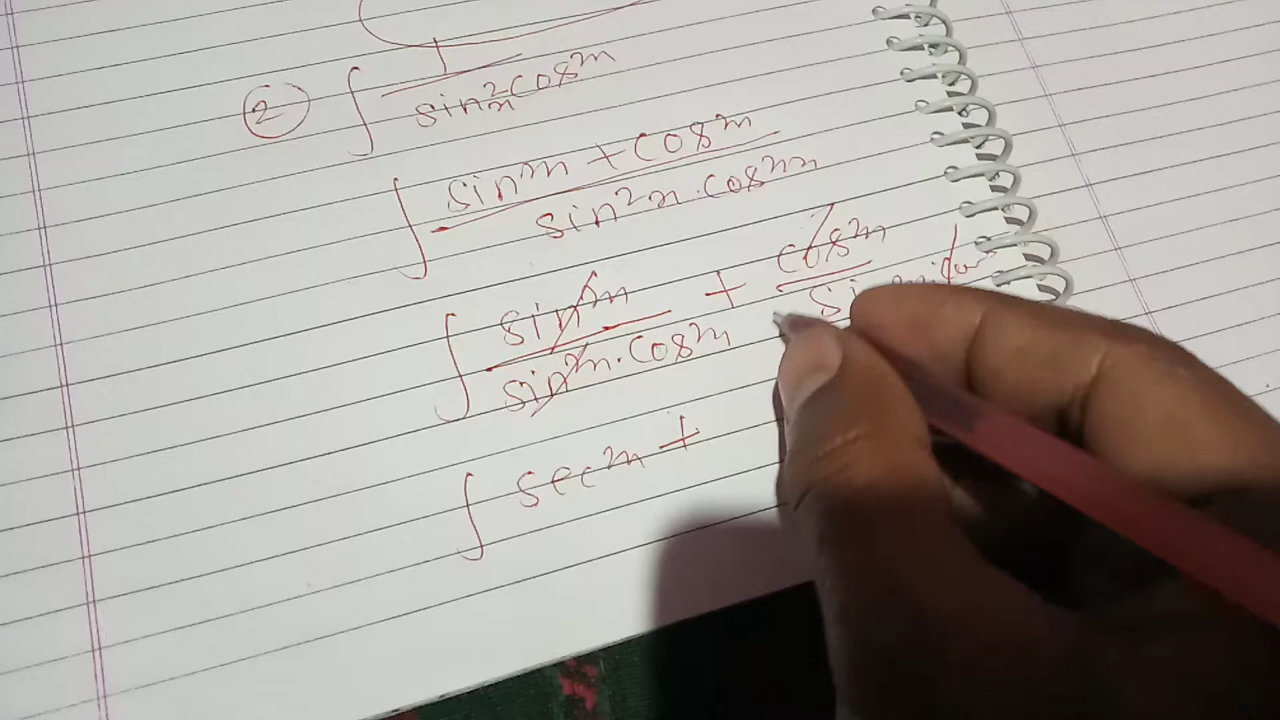 ② ∫ 1 / sin²x cos²x
∫ sin²x + cos²x / sin²x · cos²x
∫ sin²x / sin²x · cos²x + cos²x /
∫ sec²x +